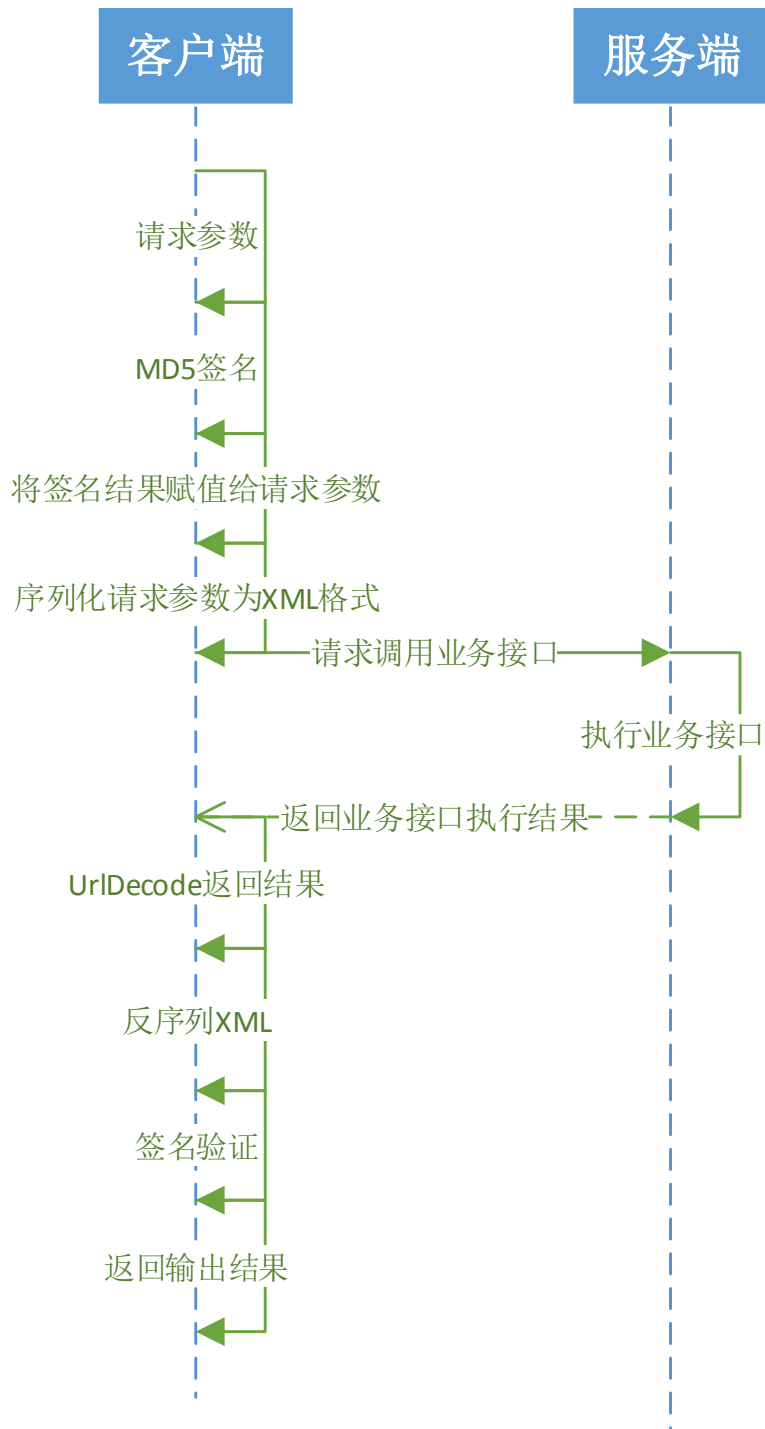 客户端
服务端
请求参数
MD5签名
将签名结果赋值给请求参数
序列化请求参数为XML格式
请求调用业务接口
执行业务接口
返回业务接口执行结果
UrlDecode返回结果
反序列XML
签名验证
返回输出结果